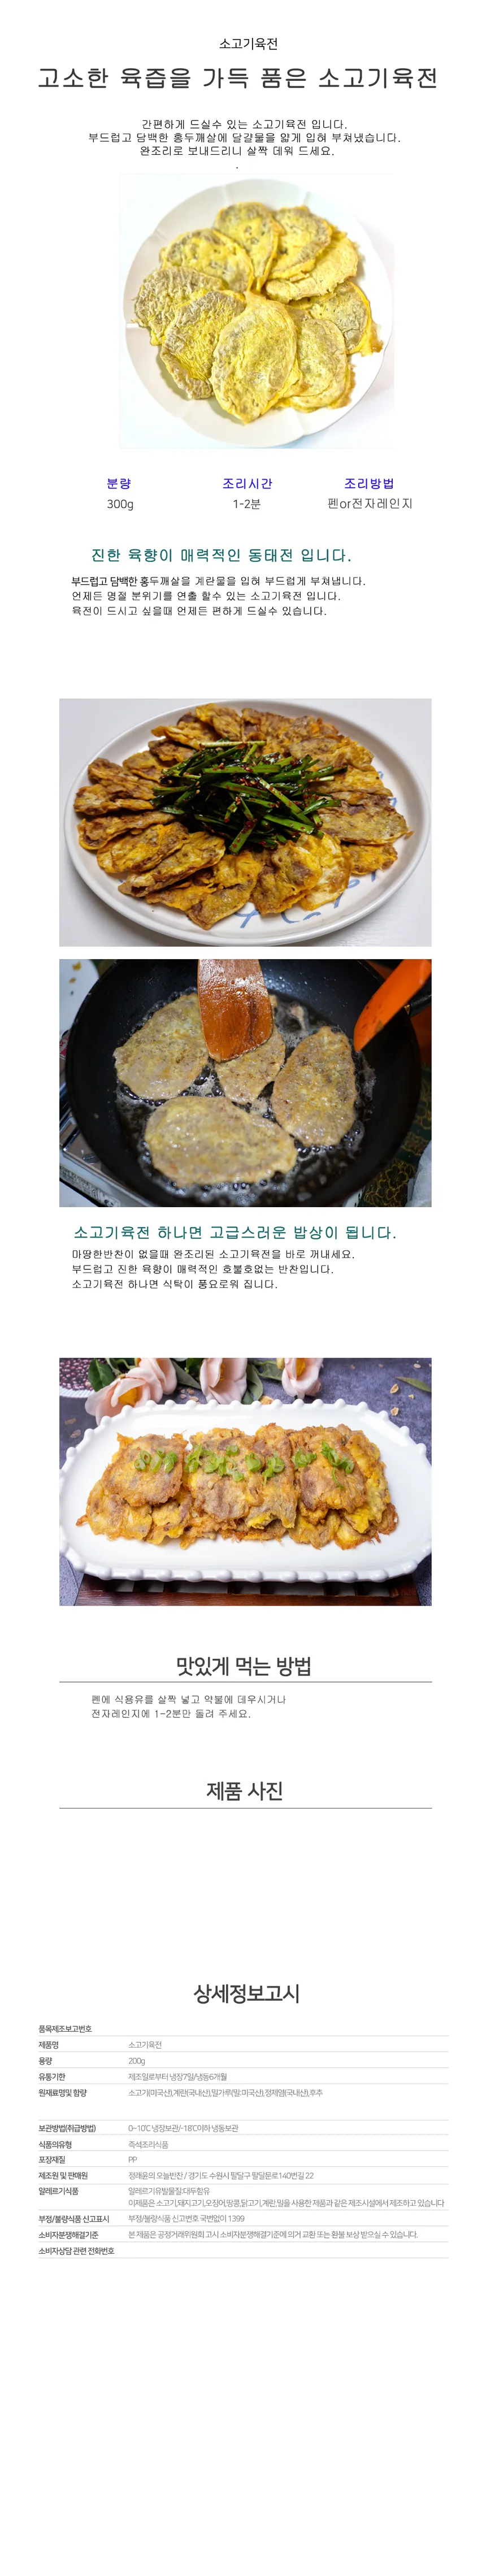 소고기육전
고소한 육즙을 가득 품은 소고기육전
간편하게 드실수 있는 소고기육전 입니다.
부드럽고 담백한 홍두깨살에 달걀물을 얇게 입혀 부쳐냈습니다.
완조리로 보내드리니 살짝 데워 드세요.
.
분량 조리시간 조리방법
300g 1-2분 펜or전자레인지
진한 육향이 매력적인 동태전 입니다.
부드럽고 담백한 홍두깨살을 계란물을 입혀 부드럽게 부쳐냅니다.
언제든 명절 분위기를 연출 할수 있는 소고기육전 입니다.
육전이 드시고 싶을때 언제든 편하게 드실수 있습니다.
소고기육전 하나면 고급스러운 밥상이 됩니다.
마땅한반찬이 없을때 완조리된 소고기육전을 바로 꺼내세요.
부드럽고 진한 육향이 매력적인 호불호없는 반찬입니다.
소고기육전 하나면 식탁이 풍요로워 집니다.
맛있게 먹는 방법
펜에 식용유를 살짝 넣고 약불에 데우시거나
전자레인지에 1-2분만 돌려 주세요.
제품 사진
상세정보고시
품목제조보고번호
제품명 소고기육전
용량 200g
유통기한 제조일로부터 냉장7일/냉동6개월
원재료명및 함량 소고기(미국산),계란(국내산),밀가루(밀:미국산),정제염(국내산),후추
보관방법(취급방법) 0~10℃ 냉장보관/-18℃이하 냉동보관
식품의유형 즉석조리식품
포장재질 PP
제조원 및 판매원 정래윤의 오늘빈찬 / 경기도 수원시 팔달구 팔달문로140번길 22
알레르기식품 알레르기유발물질:대두함유
이제품은 소고기,돼지고기,오징어,땅콩,닭고기,계란,밀을 사용한 제품과 같은 제조시설에서 제조하고 있습니다
부정/불량식품 신고표시 부정/불량식품 신고번호 국번없이 1399
소비자분쟁해결기준 본 제품은 공정거래위원회 고시 소비자분쟁해결기준에 의거 교환 또는 환불 보상 받으실 수 있습니다.
소비자상담 관련 전화번호